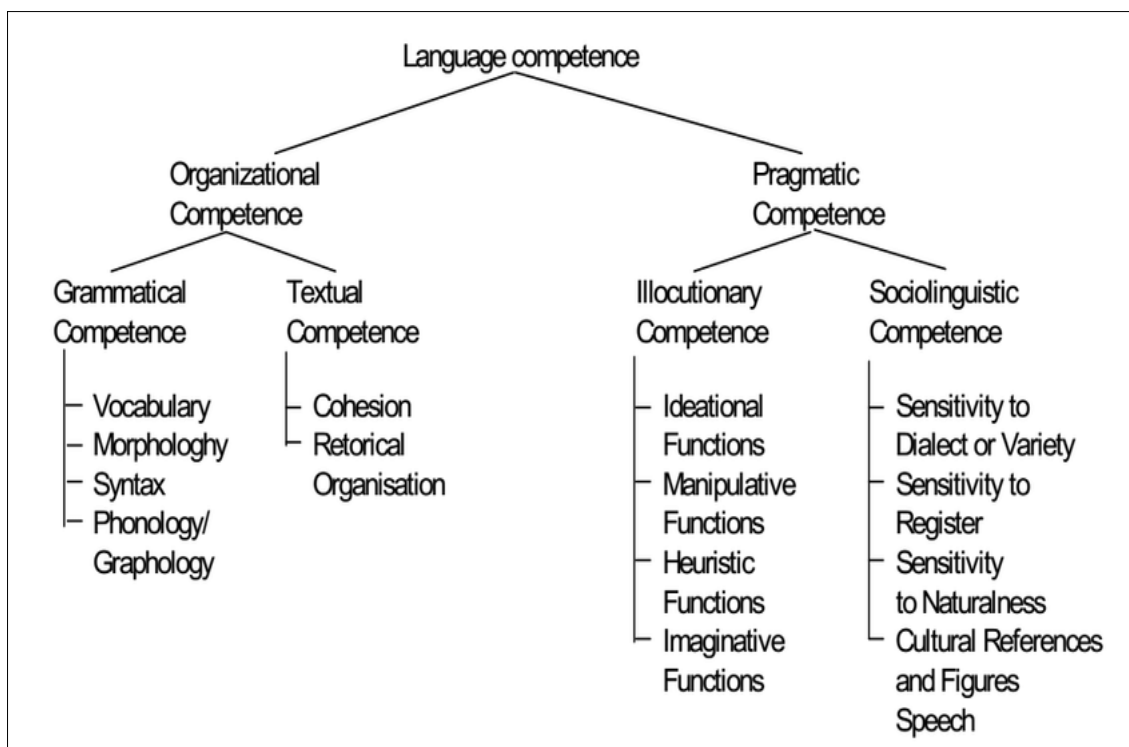 Language competence
Organizational
Competence
Pragmatic
Competence
Grammatical
Competence
Textual
Competence
Illocutionary
Competence
Sociolinguistic
Competence
Vocabulary
Morphologhy
Syntax
Phonology/
Graphology
Cohesion
Retorical
Organisation
Ideational
Functions
Manipulative
Functions
Heuristic
Functions
Imaginative
Functions
Sensitivity to
Dialect or Variety
Sensitivity to
Register
Sensitivity
to Naturalness
Cultural References
and Figures
Speech